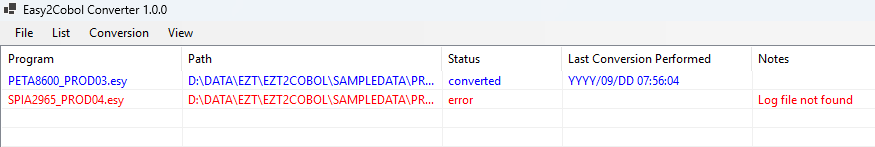 Easy2Cobol Converter 1.0.0
File List Conversion View
Program Path Status Last Conversion Performed Notes
PETA8600_PROD03.esy D:\DATA\EZT\EZT2COBOL\SAMPLEDATA\PR... converted YYYY/09/DD 07:56:04
SPIA2965_PROD04.esy D:\DATA\EZT\EZT2COBOL\SAMPLEDATA\PR... error Log file not found